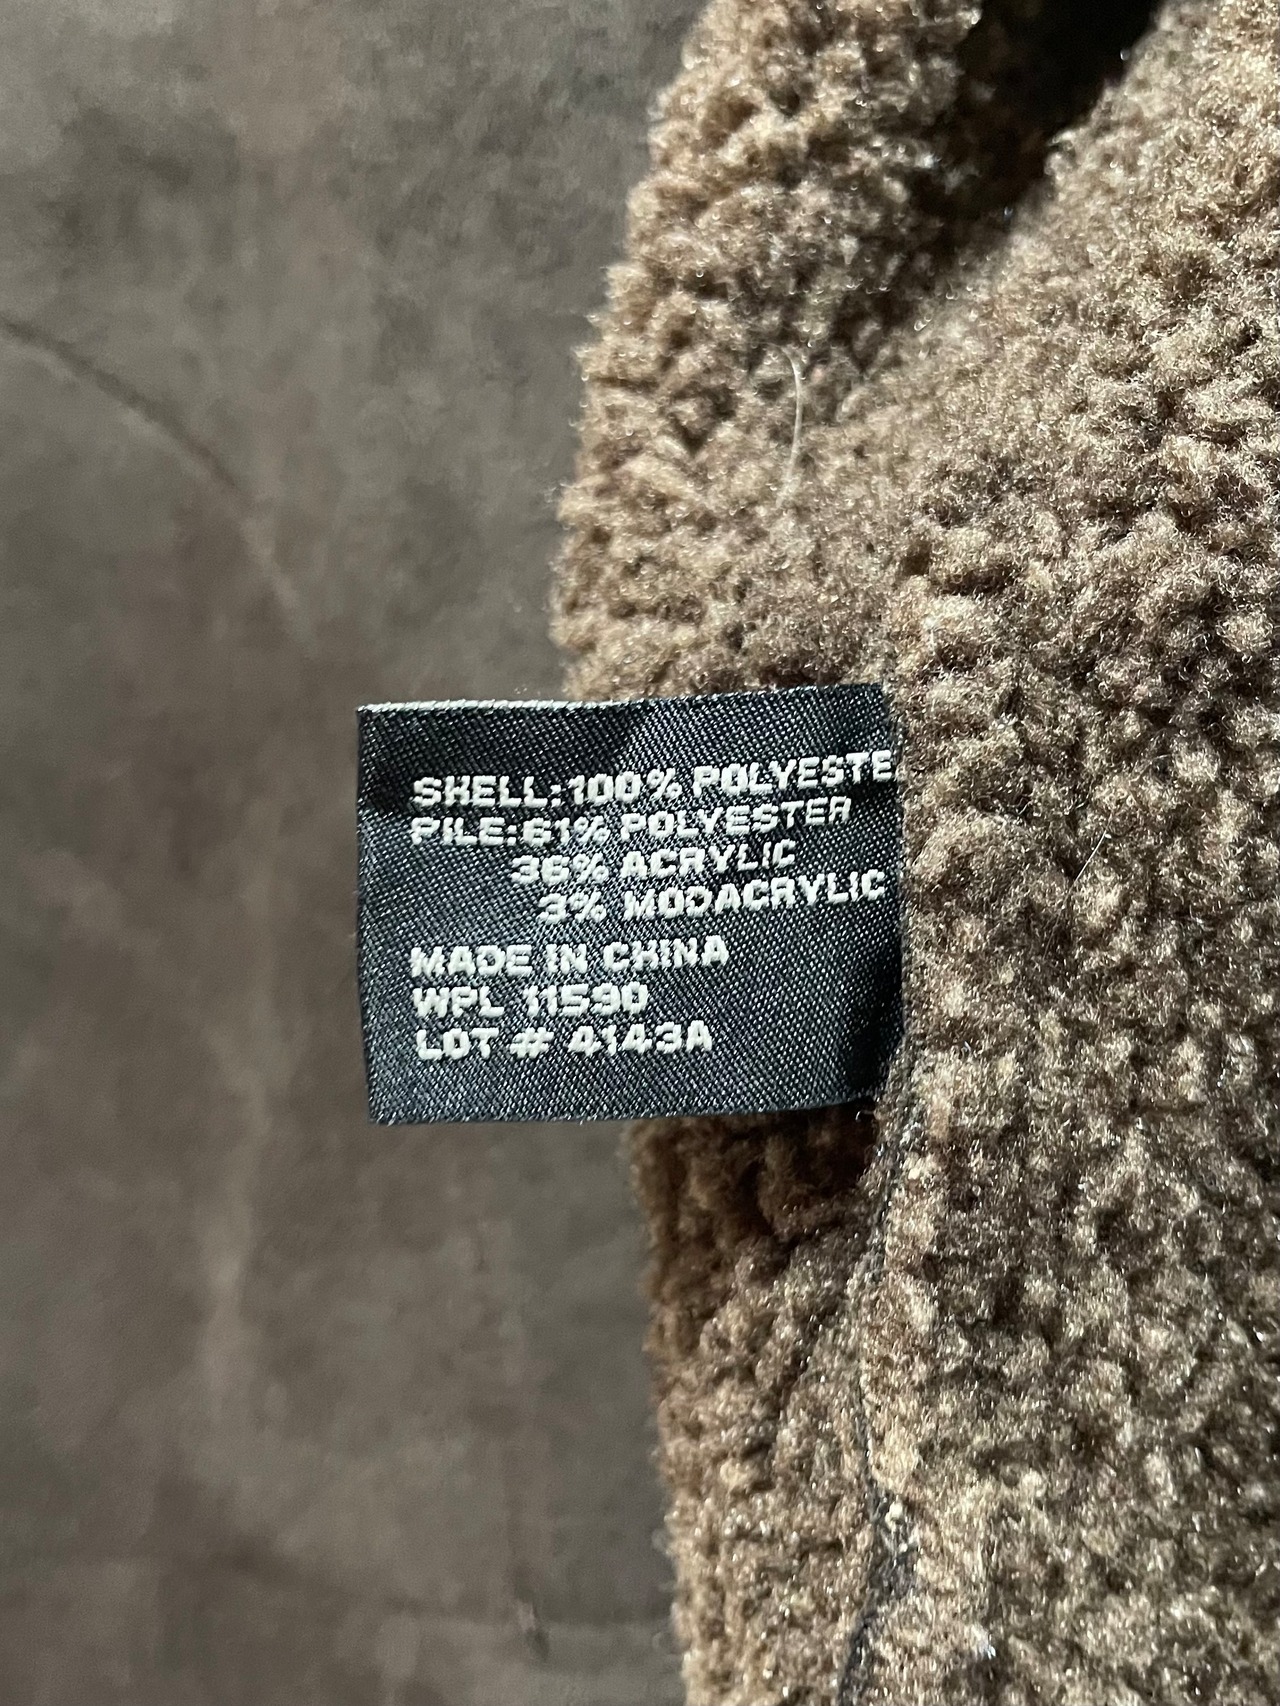 SHELL: 100% POLYESTE
PILE: 61% POLYESTER
36% ACRYLIC
3% MODACRYLIC
MADE IN CHINA
WPL 11590
LOT # 4143A